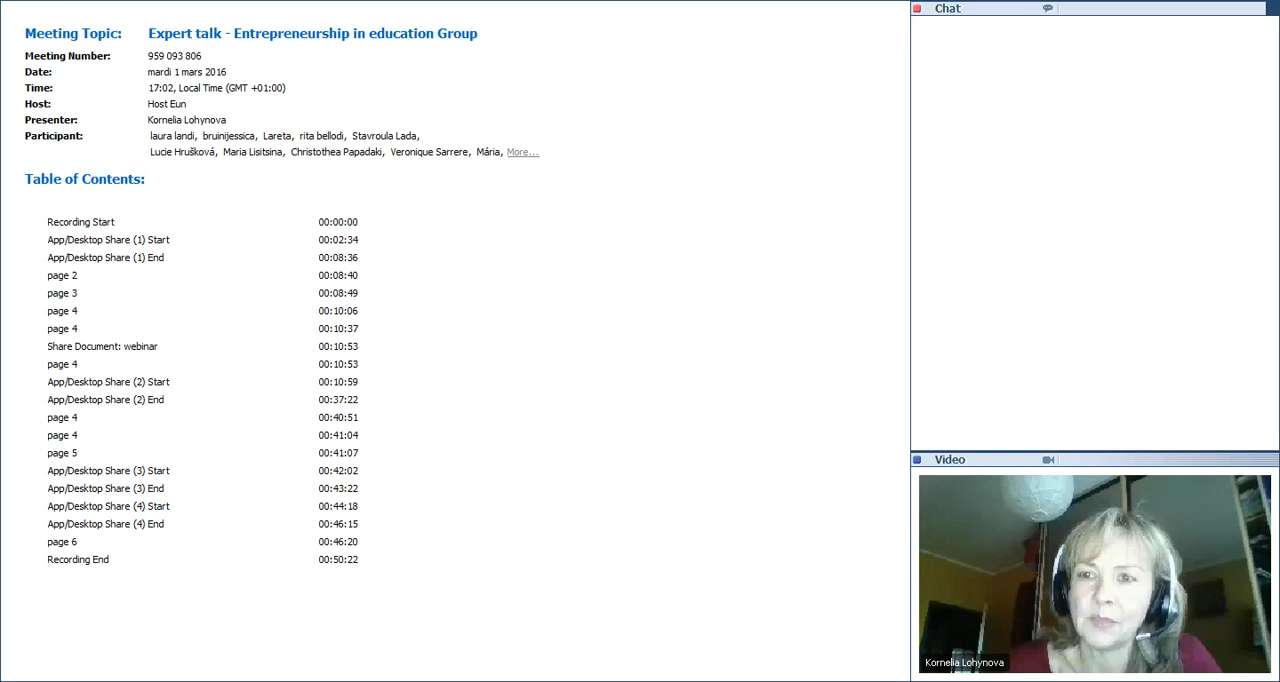 Meeting Topic: Expert talk - Entrepreneurship in education Group
Meeting Number: 959 093 806
Date: mardi 1 mars 2016
Time: 17:02, Local Time (GMT +01:00)
Host: Host Eun
Presenter: Kornelia Lohynova
Participant: laura landi, bruinijessica, Lareta, rita bellodi, Stavroula Lada,
Lucie Hrušková, Maria Lisitsina, Christothea Papadaki, Veronique Sarrere, Mária, More...
Table of Contents:
Recording Start 00:00:00
App/Desktop Share (1) Start 00:02:34
App/Desktop Share (1) End 00:08:36
page 2 00:08:40
page 3 00:08:49
page 4 00:10:06
page 4 00:10:37
Share Document: webinar 00:10:53
page 4 00:10:53
App/Desktop Share (2) Start 00:10:59
App/Desktop Share (2) End 00:37:22
page 4 00:40:51
page 4 00:41:04
page 5 00:41:07
App/Desktop Share (3) Start 00:42:02
App/Desktop Share (3) End 00:43:22
App/Desktop Share (4) Start 00:44:18
App/Desktop Share (4) End 00:46:15
page 6 00:46:20
Recording End 00:50:22
Chat
Video
Kornelia Lohynova